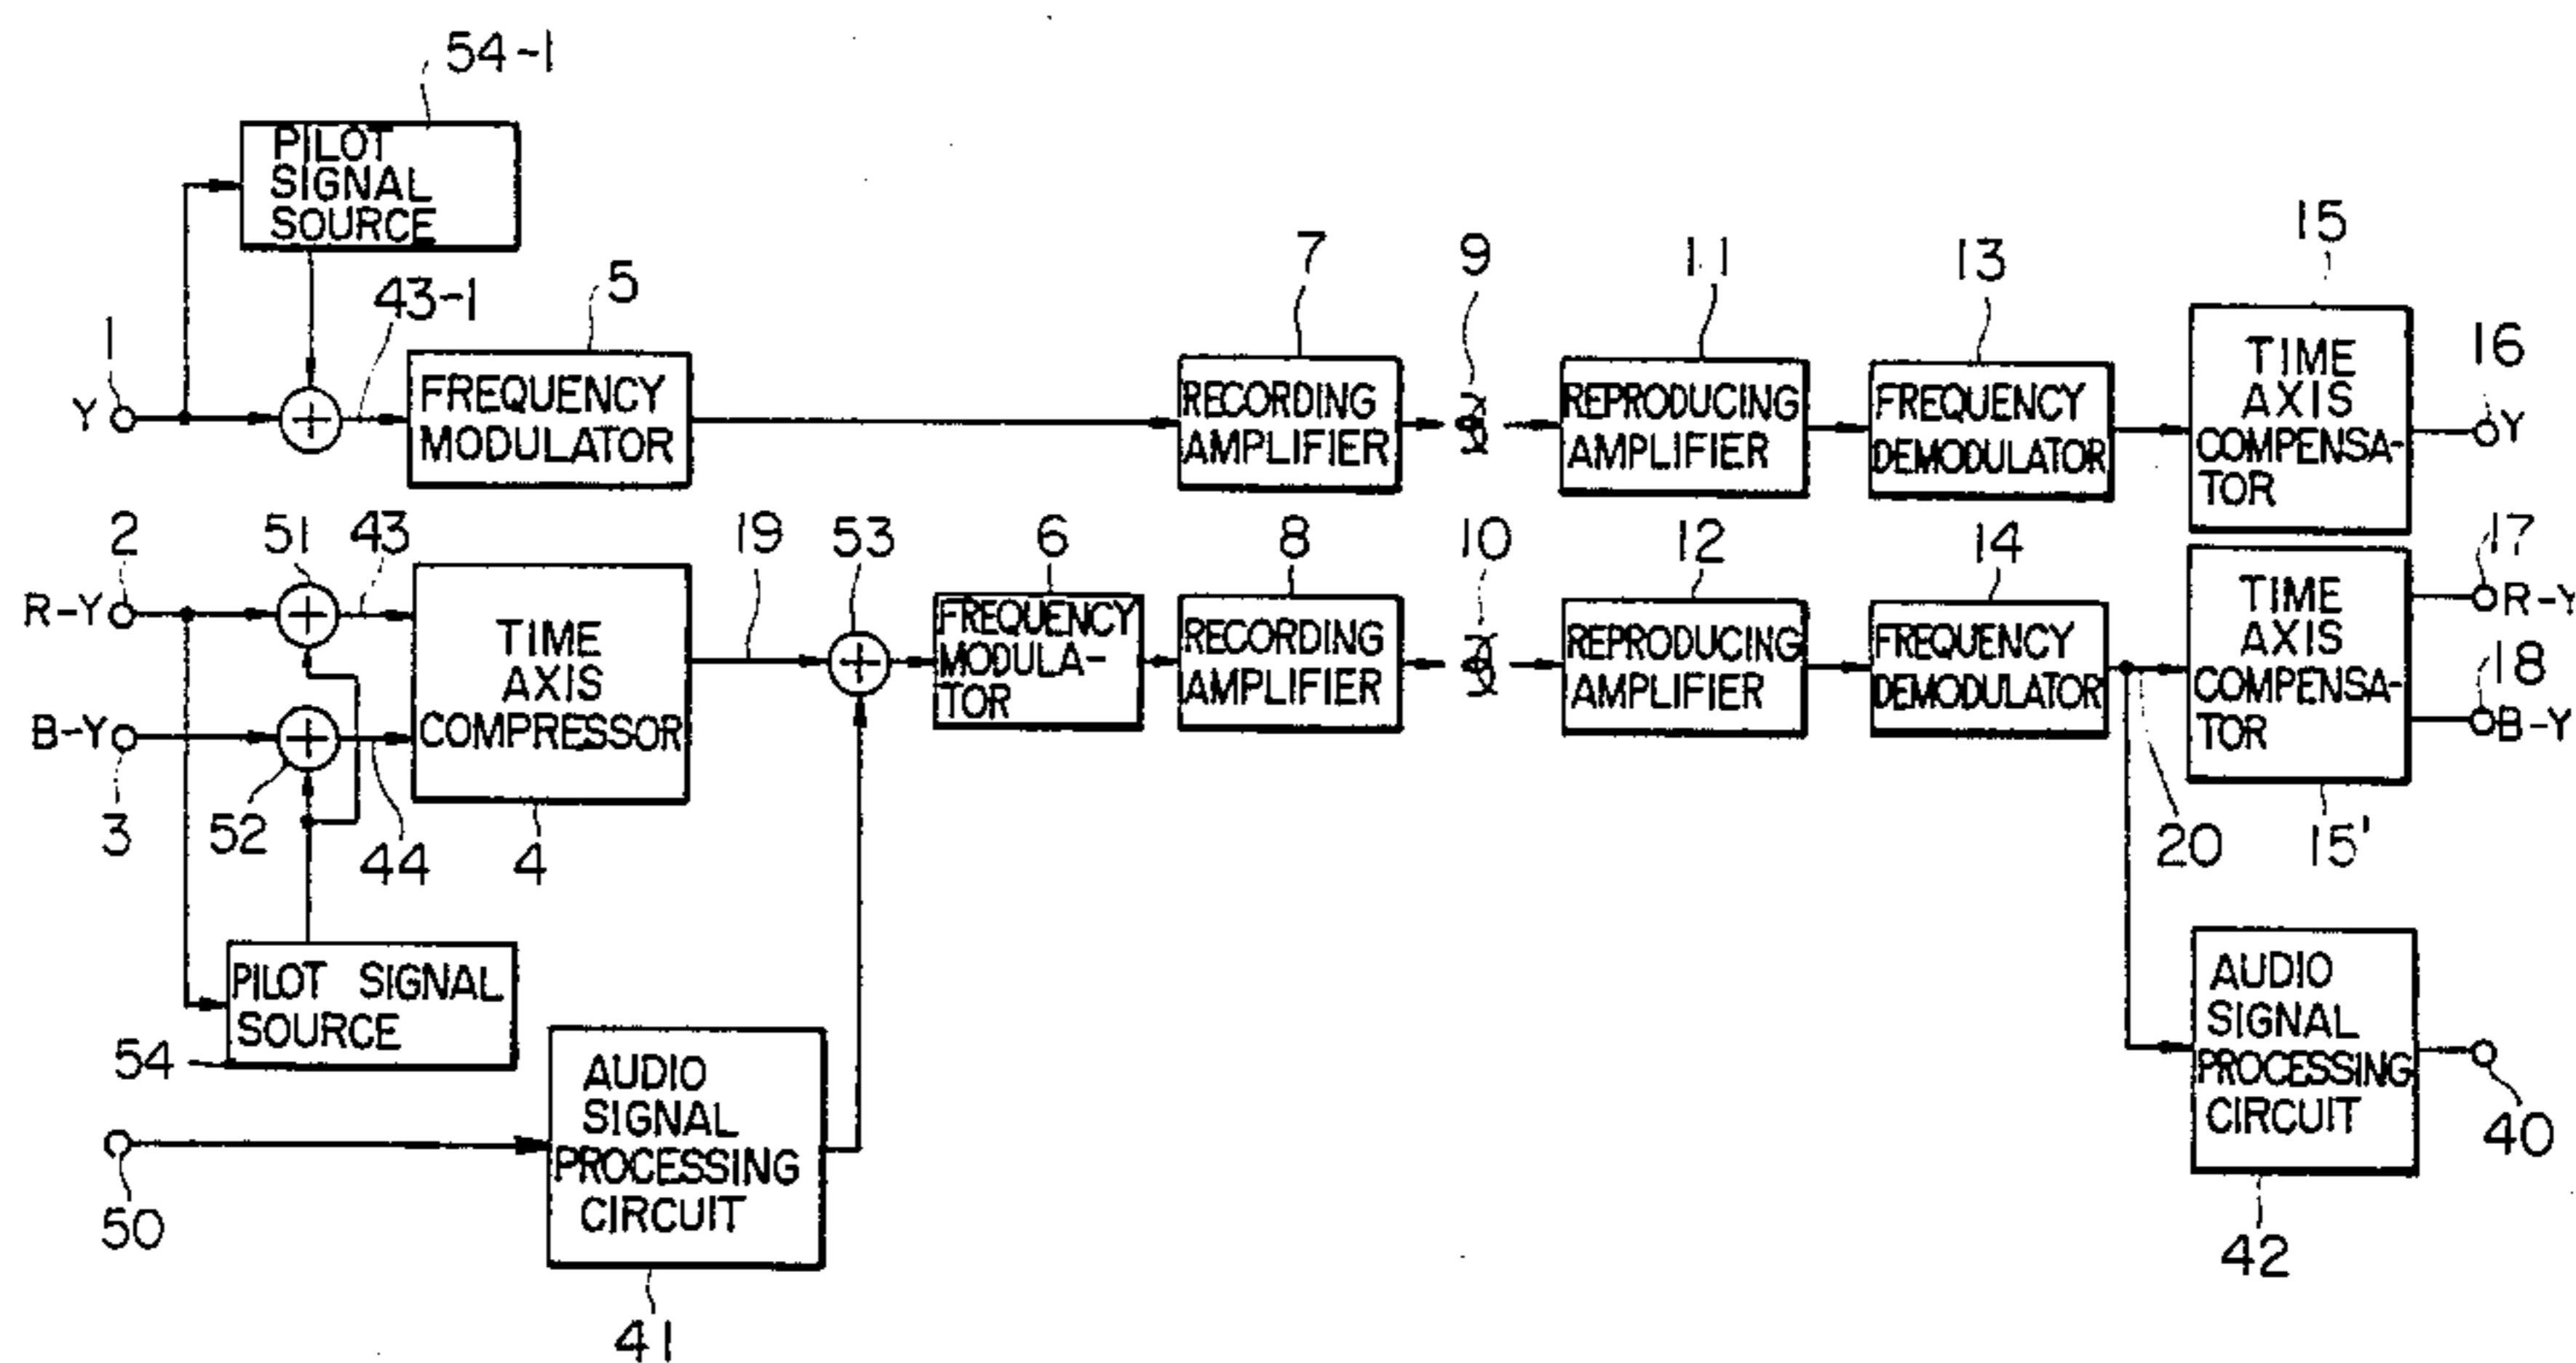 54-1
PILOT
SIGNAL
SOURCE
1
Y
43-1
5
FREQUENCY
MODULATOR
7
RECORDING
AMPLIFIER
9
11
REPRODUCING
AMPLIFIER
13
FREQUENCY
DEMODULATOR
15
TIME
AXIS
COMPENSA-
TOR
16
Y
2
R-Y
51
43
B-Y
3
52
44
TIME
AXIS
COMPRESSOR
4
19
53
6
FREQUENCY
MODULA-
TOR
8
RECORDING
AMPLIFIER
10
12
REPRODUCING
AMPLIFIER
14
FREQUENCY
DEMODULATOR
20
TIME
AXIS
COMPENSA-
TOR
15'
17
R-Y
18
B-Y
PILOT SIGNAL
SOURCE
54
50
AUDIO
SIGNAL
PROCESSING
CIRCUIT
41
AUDIO
SIGNAL
PROCESSING
CIRCUIT
42
40